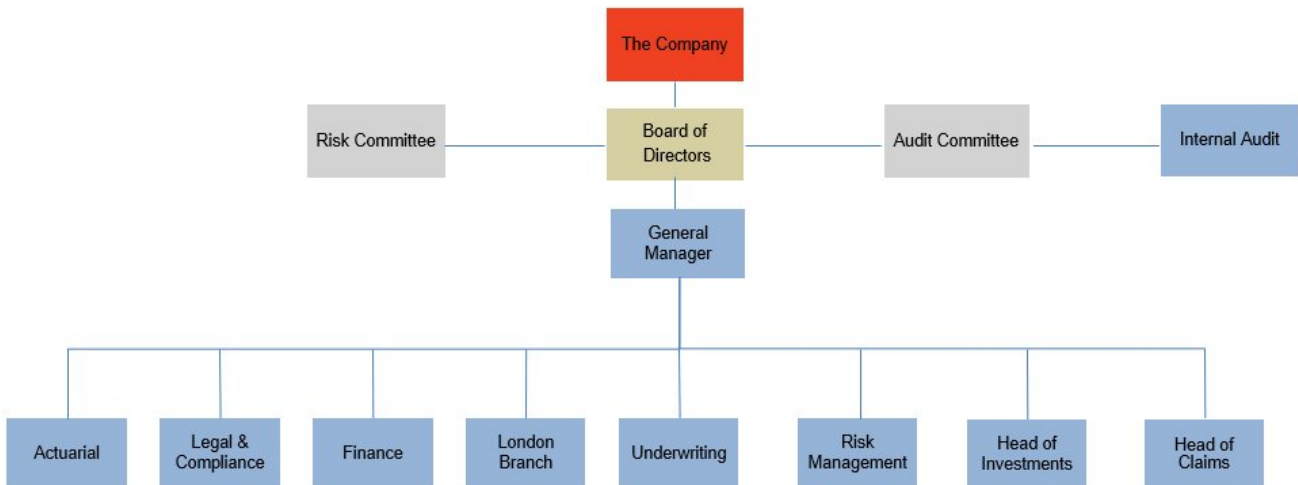 The Company
Risk Committee
Board of
Directors
Audit Committee
Internal Audit
General
Manager
Actuarial
Legal &
Compliance
Finance
London
Branch
Underwriting
Risk
Management
Head of
Investments
Head of
Claims